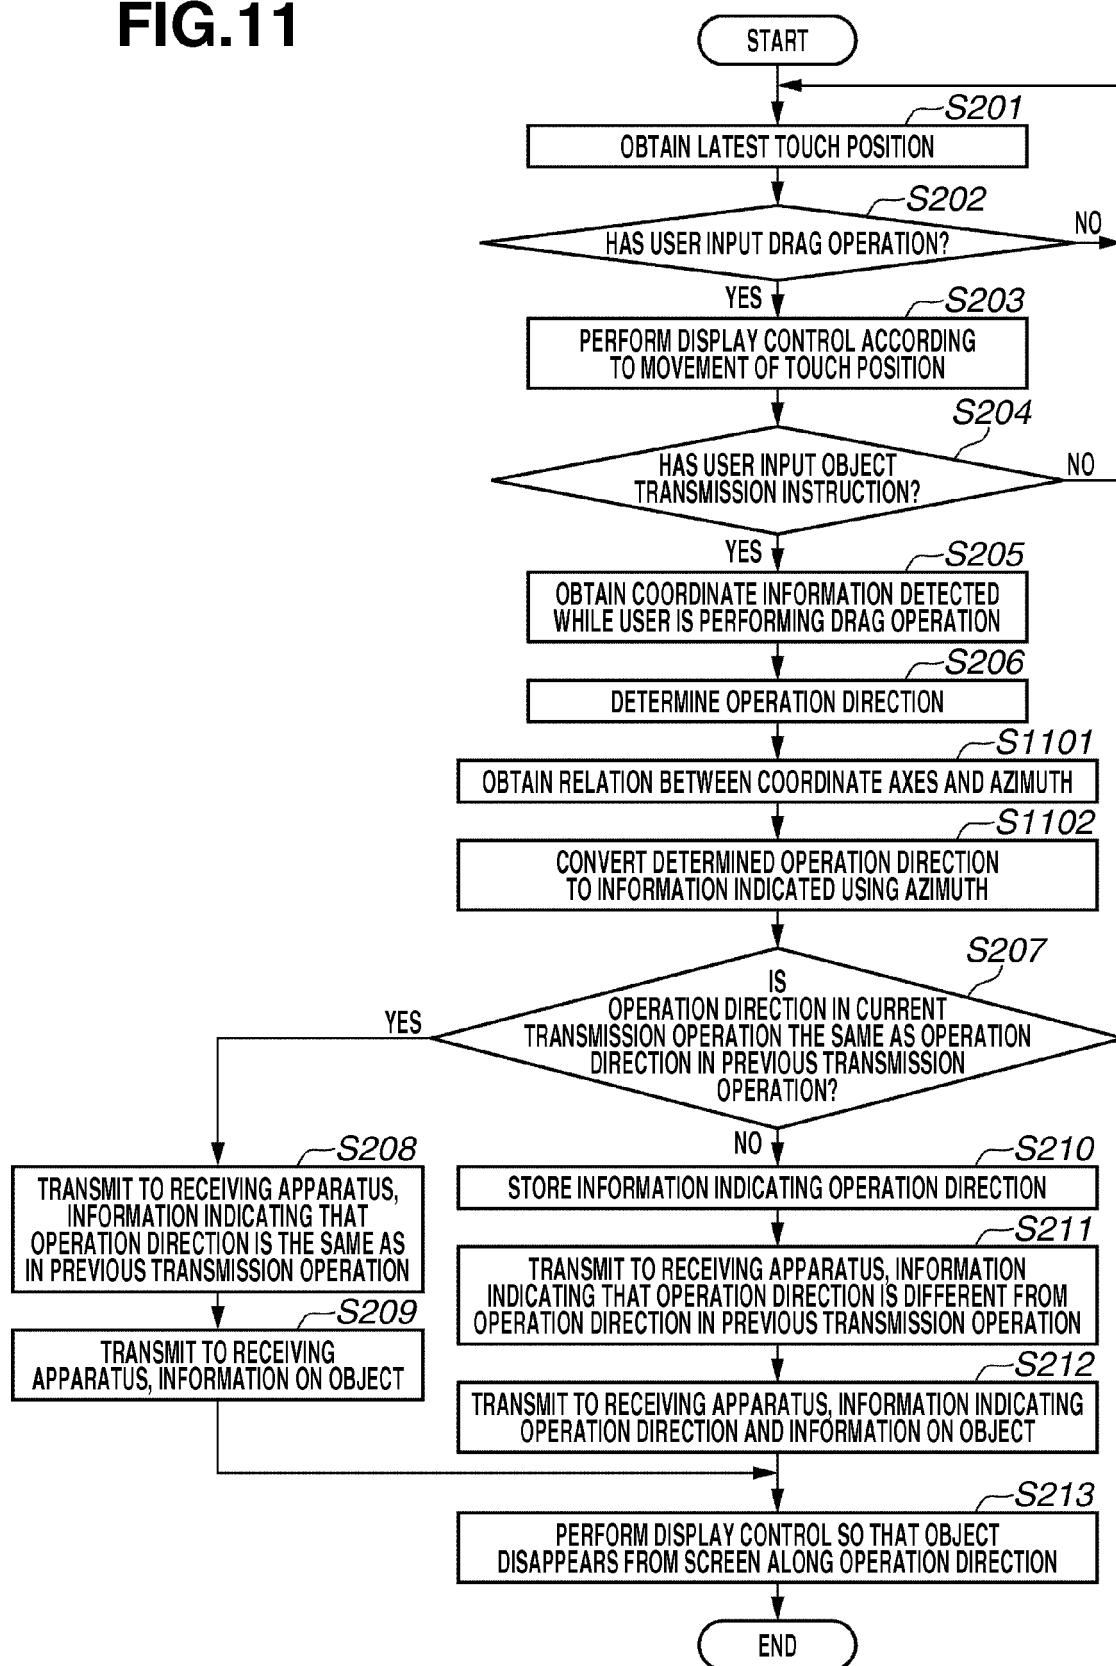 FIG.11
START
S201
OBTAIN LATEST TOUCH POSITION
S202
HAS USER INPUT DRAG OPERATION?
NO
YES
S203
PERFORM DISPLAY CONTROL ACCORDING
TO MOVEMENT OF TOUCH POSITION
S204
HAS USER INPUT OBJECT
TRANSMISSION INSTRUCTION?
NO
YES
S205
OBTAIN COORDINATE INFORMATION DETECTED
WHILE USER IS PERFORMING DRAG OPERATION
S206
DETERMINE OPERATION DIRECTION
S1101
OBTAIN RELATION BETWEEN COORDINATE AXES AND AZIMUTH
S1102
CONVERT DETERMINED OPERATION DIRECTION
TO INFORMATION INDICATED USING AZIMUTH
S207
IS
OPERATION DIRECTION IN CURRENT
TRANSMISSION OPERATION THE SAME AS OPERATION
DIRECTION IN PREVIOUS TRANSMISSION
OPERATION?
YES
NO
S208
TRANSMIT TO RECEIVING APPARATUS,
INFORMATION INDICATING THAT
OPERATION DIRECTION IS THE SAME AS
IN PREVIOUS TRANSMISSION OPERATION
S209
TRANSMIT TO RECEIVING
APPARATUS, INFORMATION ON OBJECT
S210
STORE INFORMATION INDICATING OPERATION DIRECTION
S211
TRANSMIT TO RECEIVING APPARATUS, INFORMATION
INDICATING THAT OPERATION DIRECTION IS DIFFERENT FROM
OPERATION DIRECTION IN PREVIOUS TRANSMISSION OPERATION
S212
TRANSMIT TO RECEIVING APPARATUS, INFORMATION INDICATING
OPERATION DIRECTION AND INFORMATION ON OBJECT
S213
PERFORM DISPLAY CONTROL SO THAT OBJECT
DISAPPEARS FROM SCREEN ALONG OPERATION DIRECTION
END